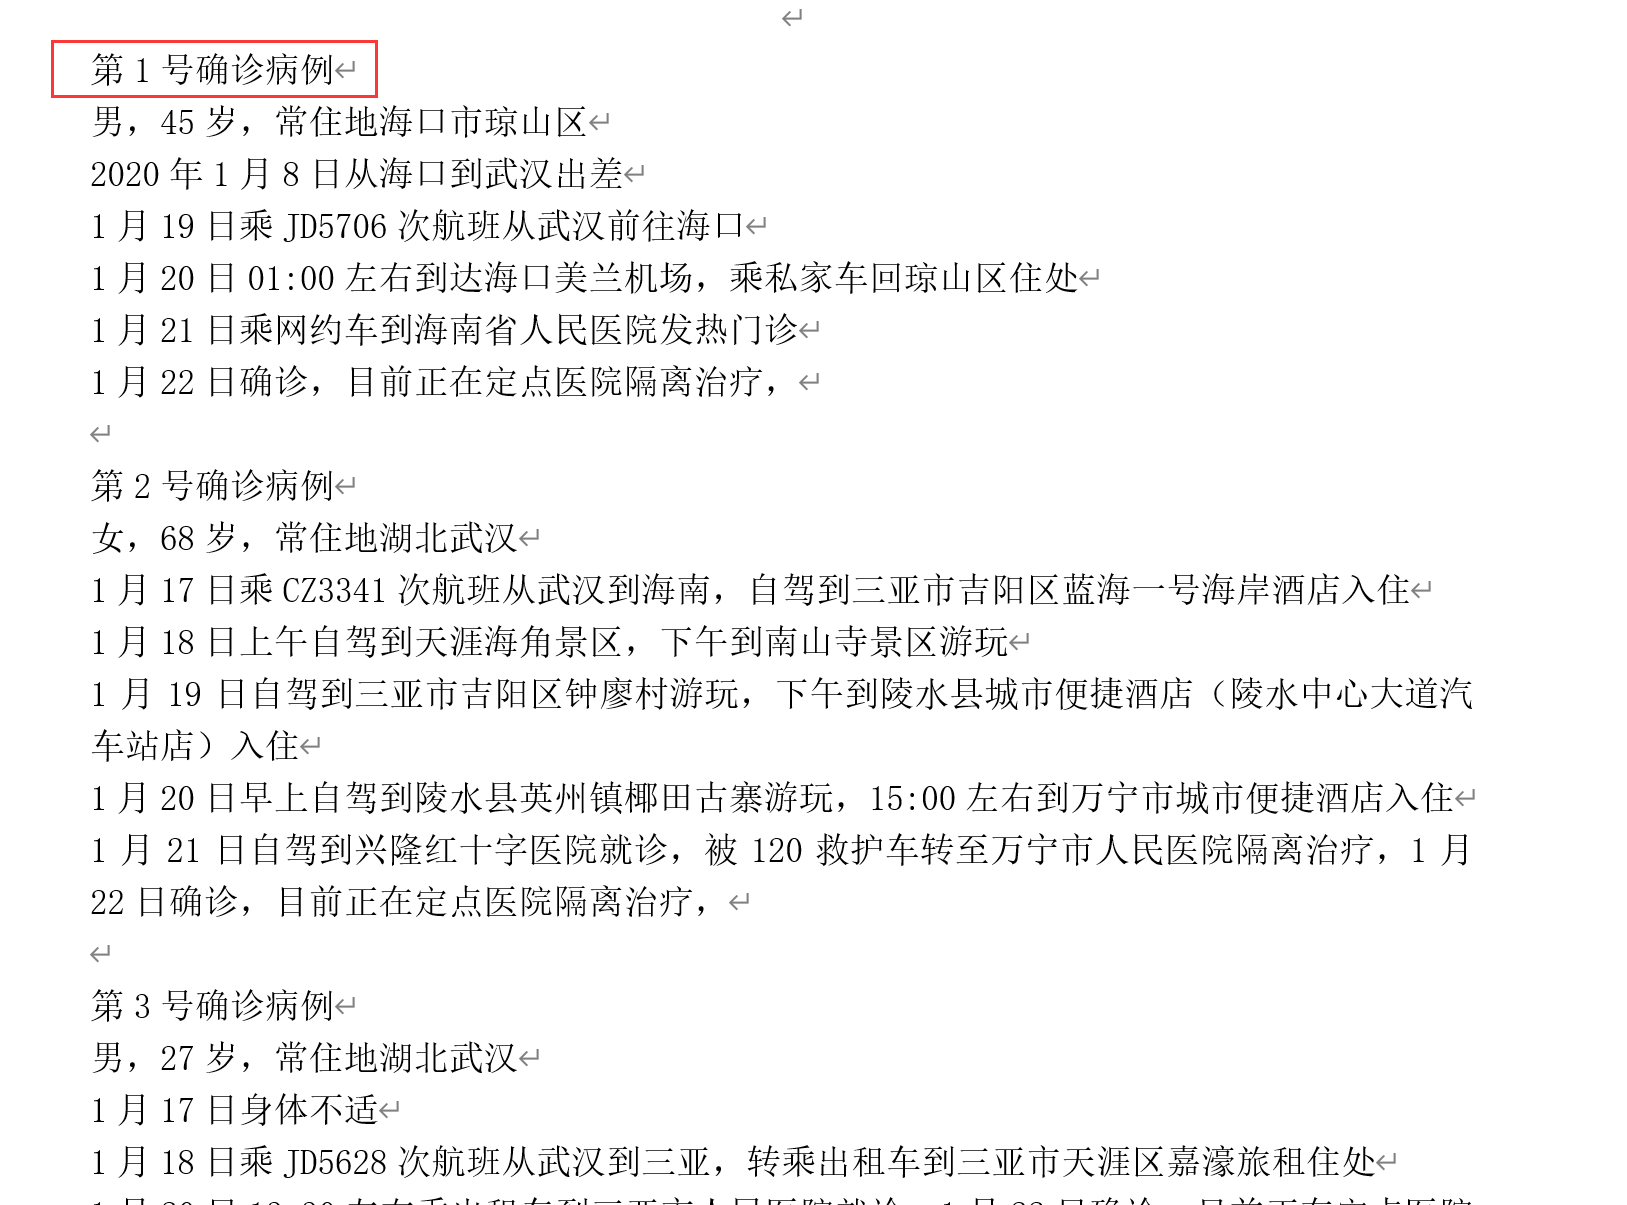 第 1 号确诊病例
男，45 岁，常住地海口市琼山区
2020 年 1 月 8 日从海口到武汉出差
1 月 19 日乘 JD5706 次航班从武汉前往海口
1 月 20 日 01:00 左右到达海口美兰机场，乘私家车回琼山区住处
1 月 21 日乘网约车到海南省人民医院发热门诊
1 月 22 日确诊，目前正在定点医院隔离治疗，
第 2 号确诊病例
女，68 岁，常住地湖北武汉
1 月 17 日乘 CZ3341 次航班从武汉到海南，自驾到三亚市吉阳区蓝海一号海岸酒店入住
1 月 18 日上午自驾到天涯海角景区，下午到南山寺景区游玩
1 月 19 日自驾到三亚市吉阳区钟廖村游玩，下午到陵水县城市便捷酒店（陵水中心大道汽
车站店）入住
1 月 20 日早上自驾到陵水县英州镇椰田古寨游玩，15:00 左右到万宁市城市便捷酒店入住
1 月 21 日自驾到兴隆红十字医院就诊，被 120 救护车转至万宁市人民医院隔离治疗，1 月
22 日确诊，目前正在定点医院隔离治疗，
第 3 号确诊病例
男，27 岁，常住地湖北武汉
1 月 17 日身体不适
1 月 18 日乘 JD5628 次航班从武汉到三亚，转乘出租车到三亚市天涯区嘉濠旅租住处